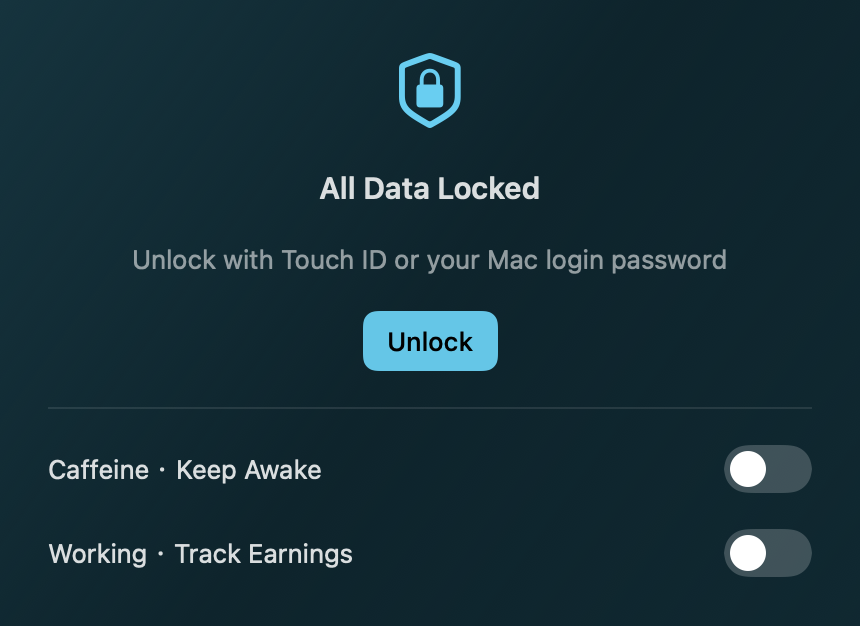 All Data Locked
Unlock with Touch ID or your Mac login password
Unlock
Caffeine · Keep Awake
Working · Track Earnings